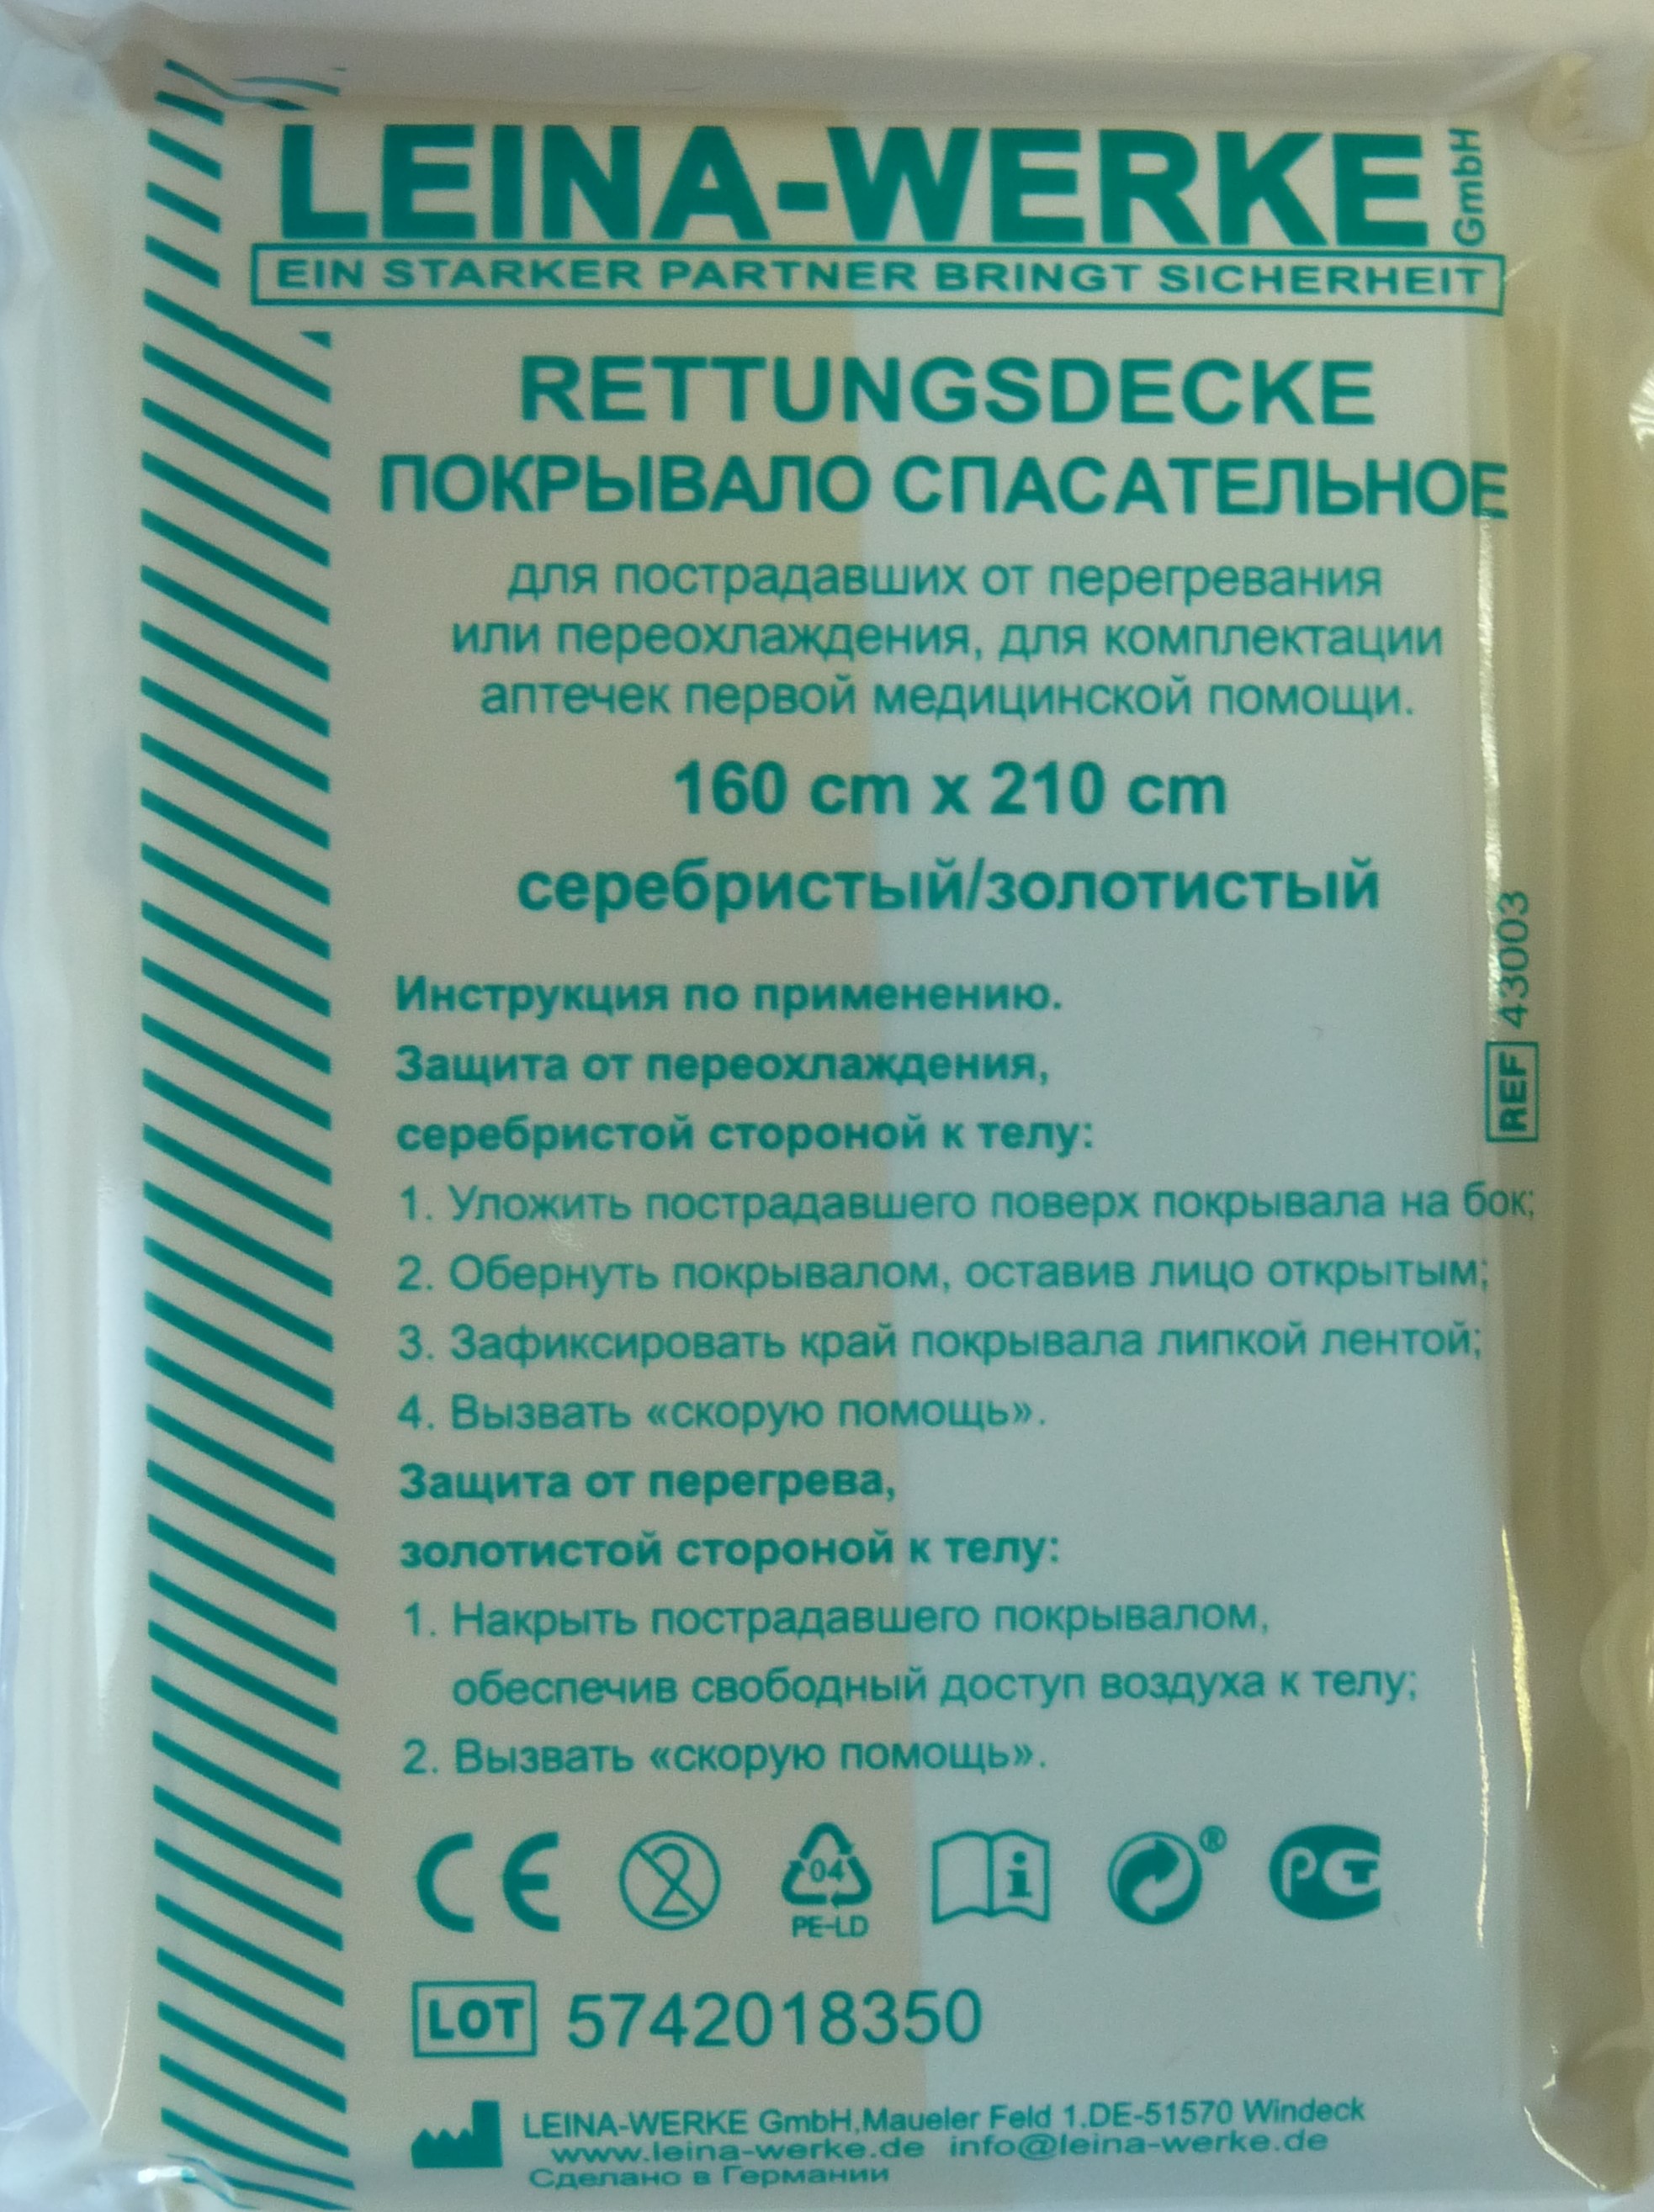 LEINA-WERKE GmbH
EIN STARKER PARTNER BRINGT SICHERHEIT
RETTUNGSDECKE
ПОКРЫВАЛО СПАСАТЕЛЬНОЕ
для пострадавших от перегревания
или переохлаждения, для комплектации
аптечек первой медицинской помощи.
160 cm x 210 cm
серебристый/золотистый
REF 43003
Инструкция по применению.
Защита от переохлаждения,
серебристой стороной к телу:
1. Уложить пострадавшего поверх покрывала на бок;
2. Обернуть покрывалом, оставив лицо открытым;
3. Зафиксировать край покрывала липкой лентой;
4. Вызвать «скорую помощь».
Защита от перегрева,
золотистой стороной к телу:
1. Накрыть пострадавшего покрывалом,
обеспечив свободный доступ воздуха к телу;
2. Вызвать «скорую помощь».
CE 2 04 i ® РСТ
PE-LD
LOT 5742018350
LEINA-WERKE GmbH,Maueler Feld 1,DE-51570 Windeck
www.leina-werke.de info@leina-werke.de
Сделано в Германии